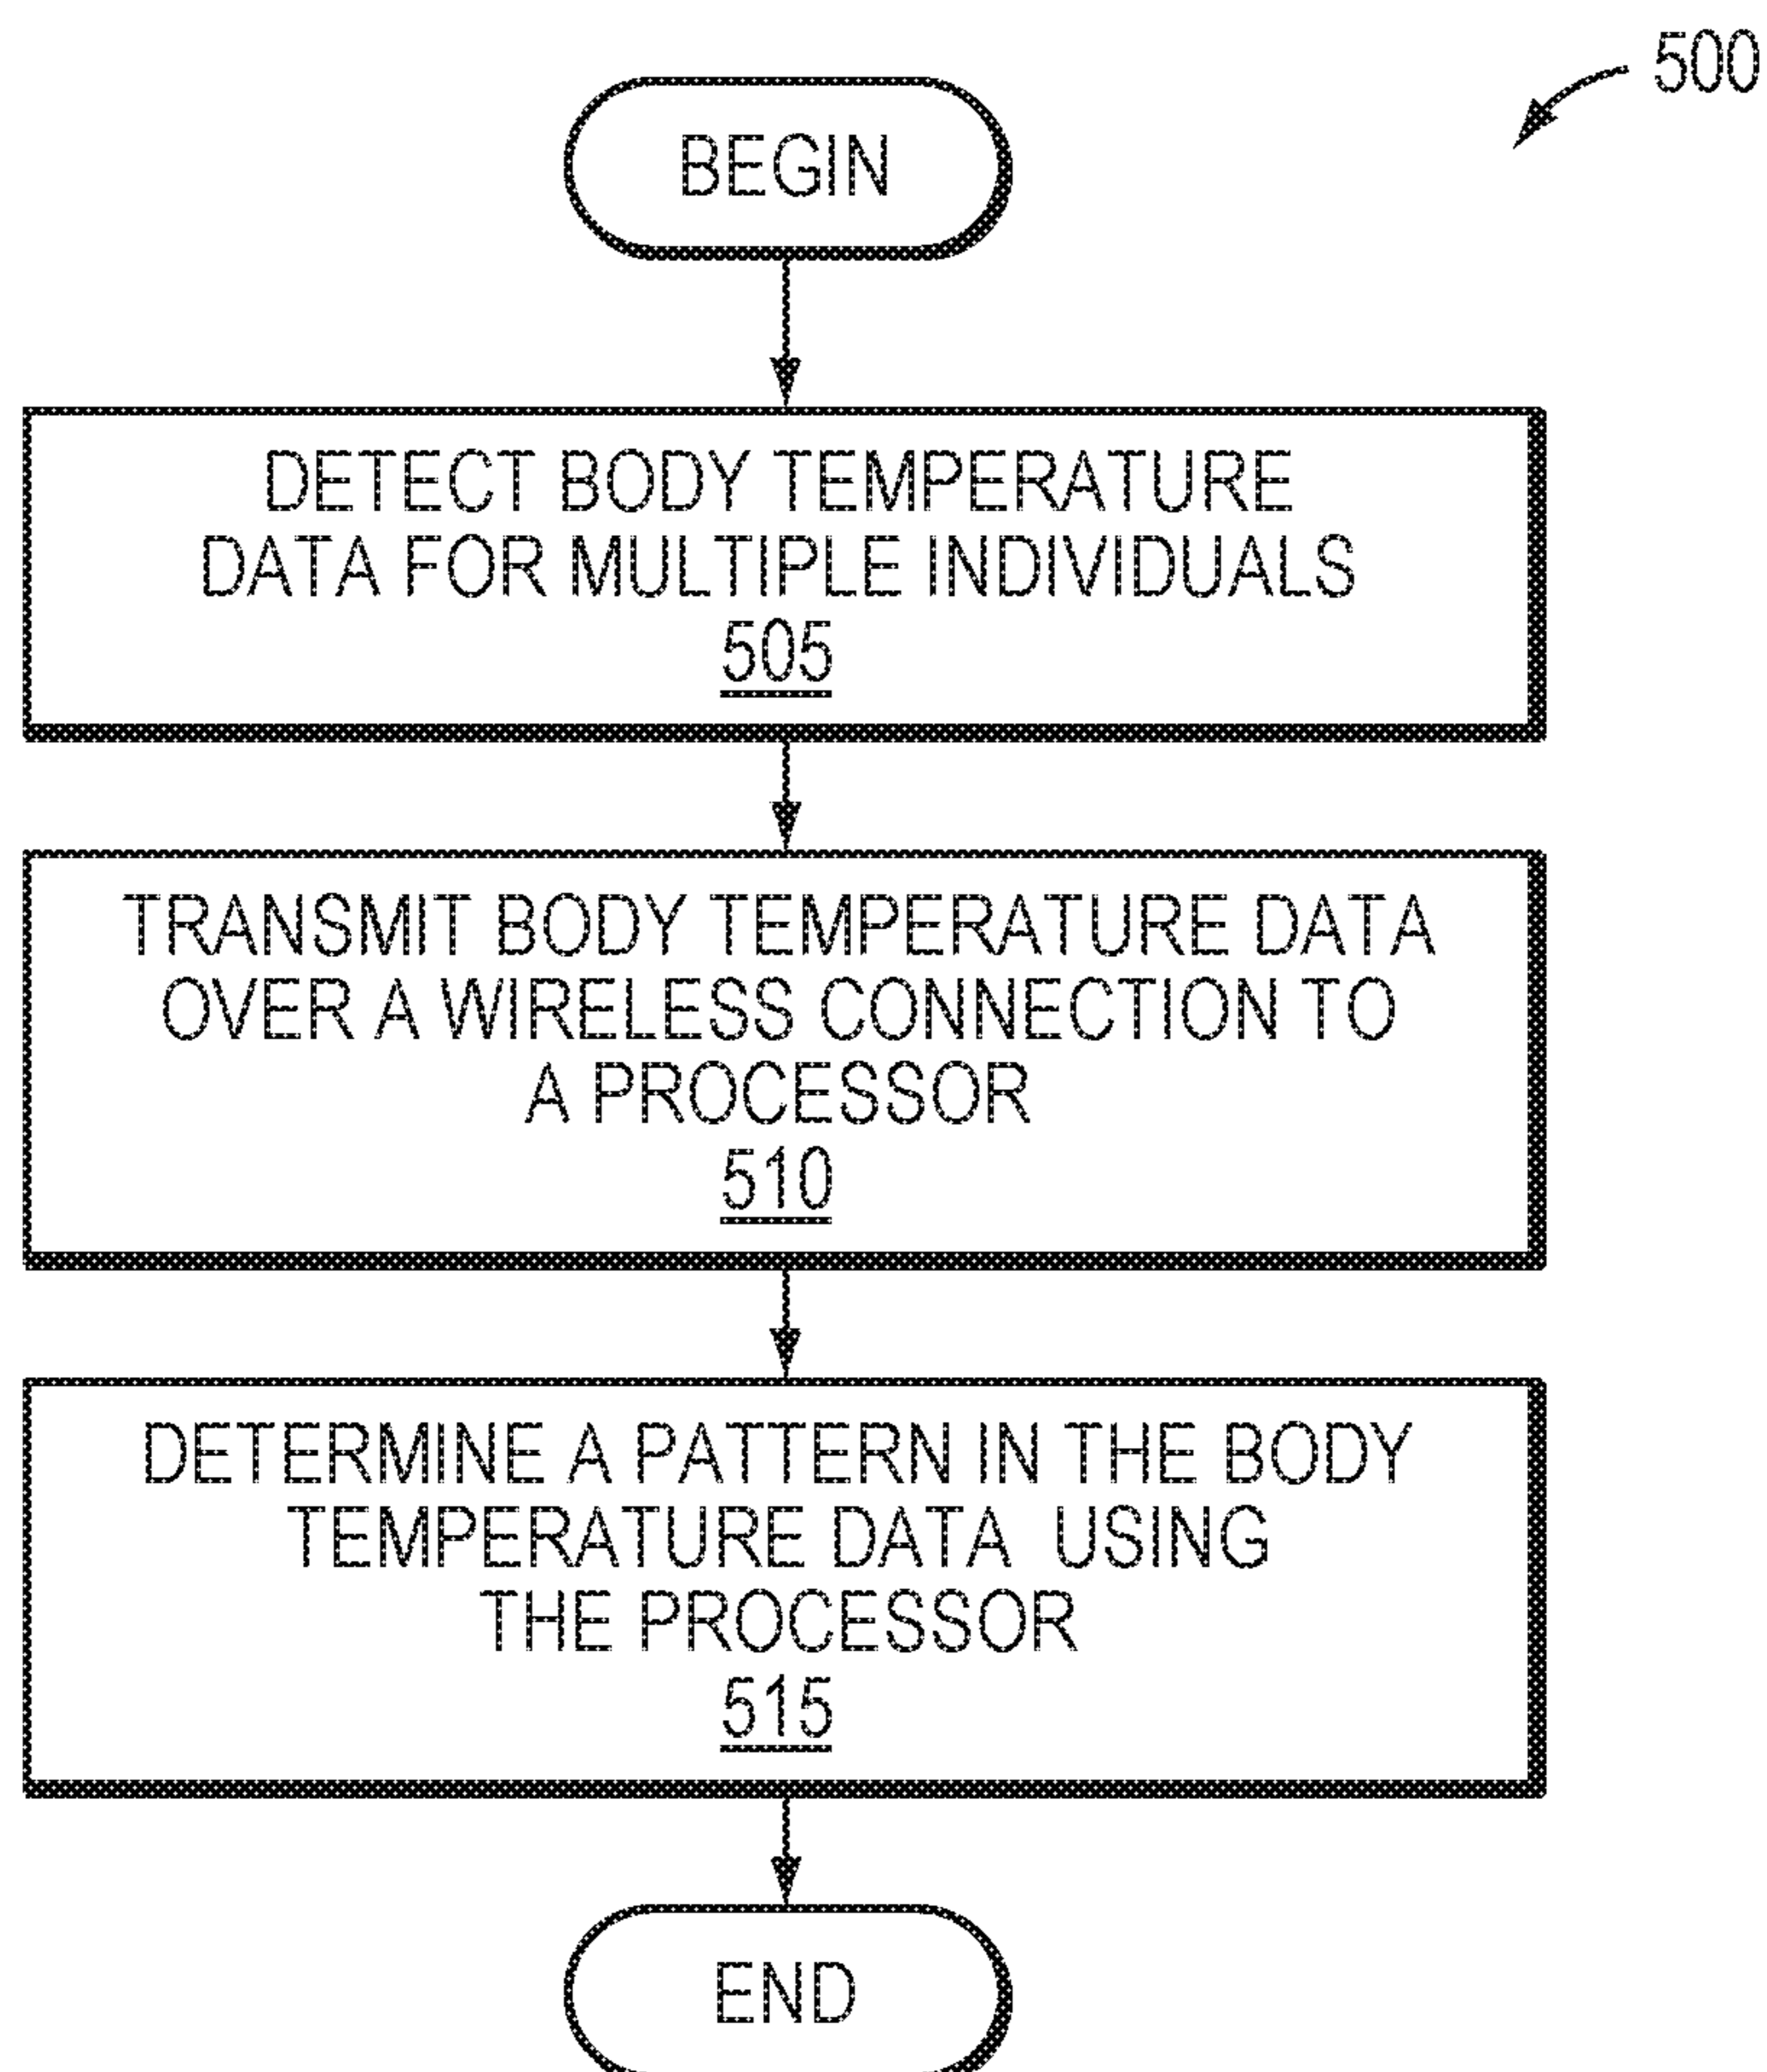 500
BEGIN
DETECT BODY TEMPERATURE
DATA FOR MULTIPLE INDIVIDUALS
505
TRANSMIT BODY TEMPERATURE DATA
OVER A WIRELESS CONNECTION TO
A PROCESSOR
510
DETERMINE A PATTERN IN THE BODY
TEMPERATURE DATA USING
THE PROCESSOR
515
END